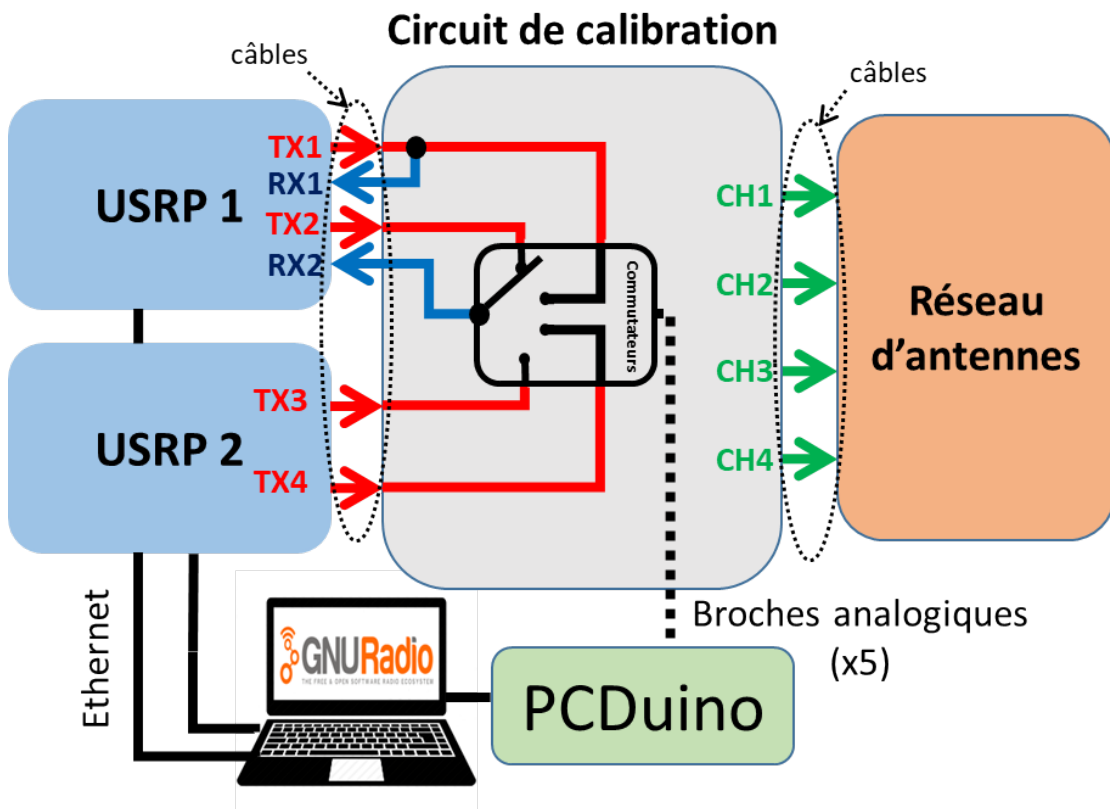 Circuit de calibration
câbles
câbles
USRP 1
TX1
RX1
TX2
RX2
Commutateurs
CH1
CH2
CH3
CH4
Réseau
d'antennes
USRP 2
TX3
TX4
Ethernet
GNURadio
THE FREE & OPEN SOFTWARE RADIO ECOSYSTEM
Broches analogiques
(x5)
PCDuino